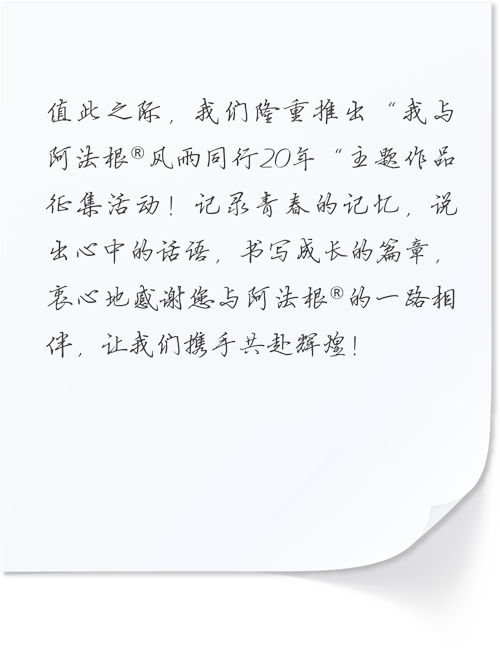 值此之际，我们隆重推出“我与
阿法根®风雨同行20年“主题作品
征集活动！记录青春的记忆，说
出心中的话语，书写成长的篇章，
衷心地感谢您与阿法根®的一路相
伴，让我们携手共赴辉煌！